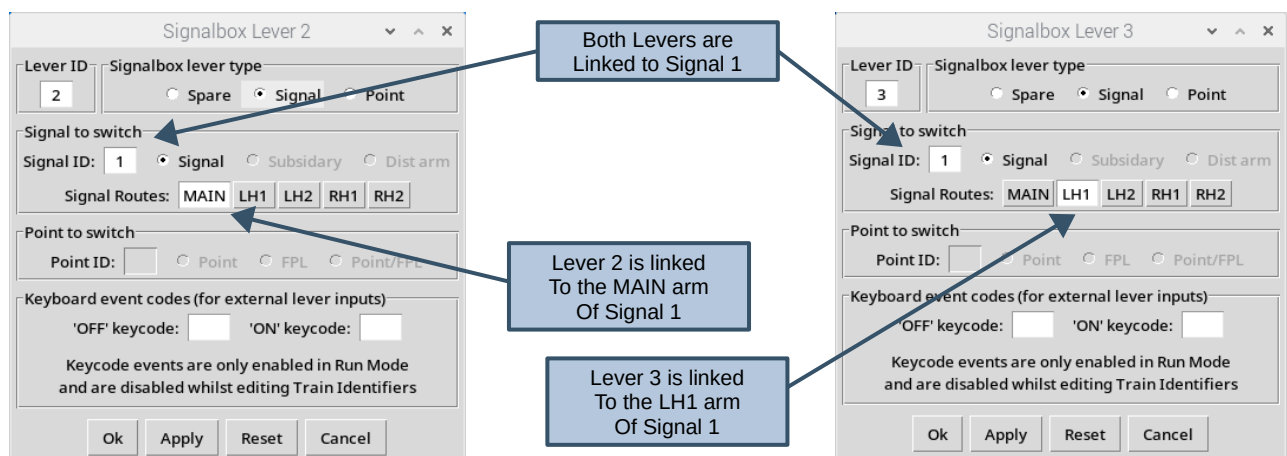 Signalbox Lever 2
Lever ID
Signalbox lever type
2
Spare
Signal
Point
Signal to switch
Signal ID: 1
Signal
Subsidary
Dist arm
Signal Routes: MAIN LH1 LH2 RH1 RH2
Point to switch
Point ID:
Point
FPL
Point/FPL
Keyboard event codes (for external lever inputs)
'OFF' keycode:
'ON' keycode:
Keycode events are only enabled in Run Mode
and are disabled whilst editing Train Identifiers
Ok
Apply
Reset
Cancel
Both Levers are
Linked to Signal 1
Lever 2 is linked
To the MAIN arm
Of Signal 1
Lever 3 is linked
To the LH1 arm
Of Signal 1
Signalbox Lever 3
Lever ID
Signalbox lever type
3
Spare
Signal
Point
Signal to switch
Signal ID: 1
Signal
Subsidary
Dist arm
Signal Routes: MAIN LH1 LH2 RH1 RH2
Point to switch
Point ID:
Point
FPL
Point/FPL
Keyboard event codes (for external lever inputs)
'OFF' keycode:
'ON' keycode:
Keycode events are only enabled in Run Mode
and are disabled whilst editing Train Identifiers
Ok
Apply
Reset
Cancel